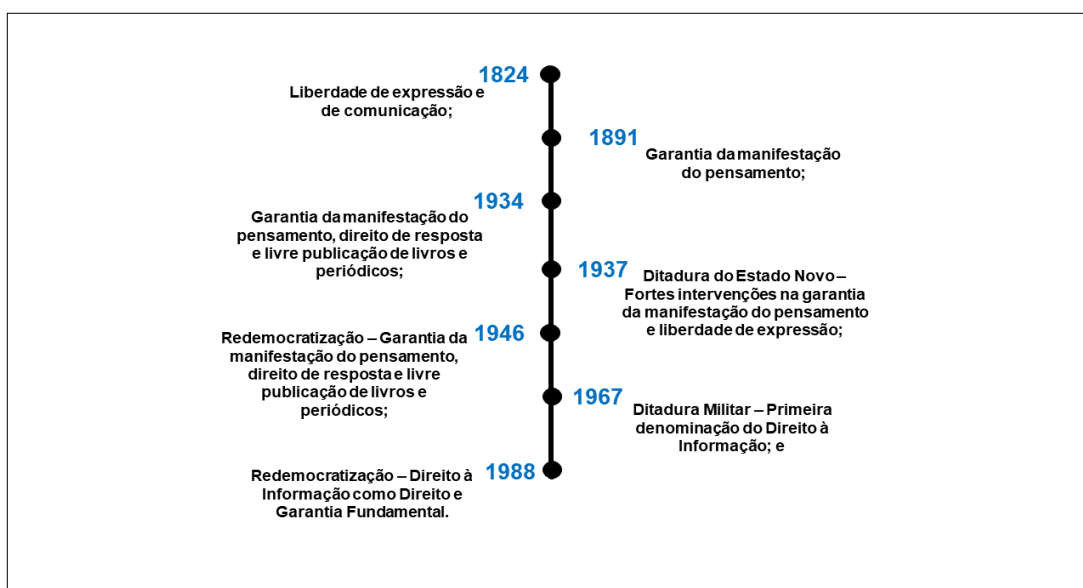 1824
Liberdade de expressão e
de comunicação;
1891
Garantia da manifestação
do pensamento;
1934
Garantia da manifestação do
pensamento, direito de resposta
e livre publicação de livros e
periódicos;
1937
Ditadura do Estado Novo –
Fortes intervenções na garantia
da manifestação do pensamento
e liberdade de expressão;
1946
Redemocratização – Garantia da
manifestação do pensamento,
direito de resposta e livre
publicação de livros e
periódicos;
1967
Ditadura Militar – Primeira
denominação do Direito à
Informação; e
1988
Redemocratização – Direito à
Informação como Direito e
Garantia Fundamental.